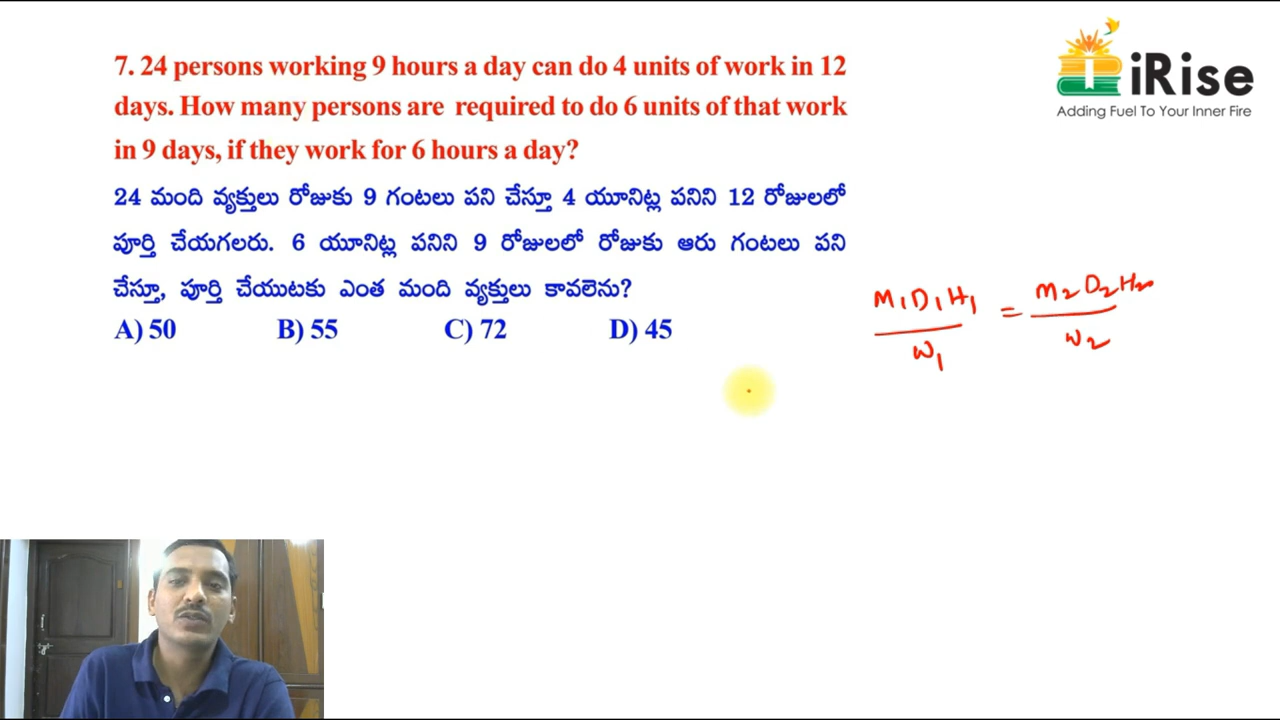 7. 24 persons working 9 hours a day can do 4 units of work in 12
days. How many persons are required to do 6 units of that work
in 9 days, if they work for 6 hours a day?
24 మంది వ్యక్తులు రోజుకు 9 గంటలు పని చేస్తూ 4 యూనిట్ల పనిని 12 రోజులలో
పూర్తి చేయగలరు. 6 యూనిట్ల పనిని 9 రోజులలో రోజుకు ఆరు గంటలు పని
చేస్తూ, పూర్తి చేయుటకు ఎంత మంది వ్యక్తులు కావలెను?
A) 50 B) 55 C) 72 D) 45
iRise
Adding Fuel To Your Inner Fire
M₁D₁H₁ = M₂D₂H₂
W₁ W₂